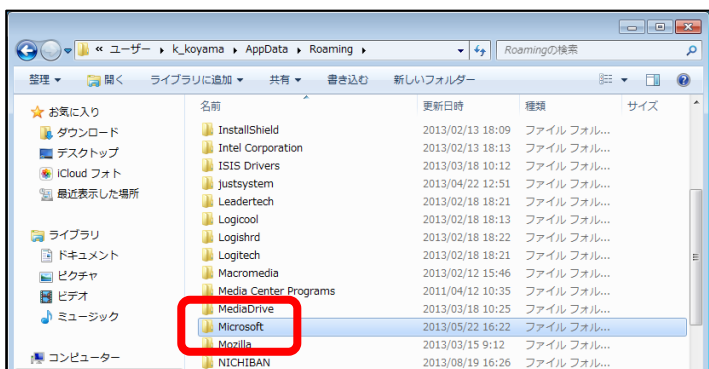 « ユーザー ▸ k_koyama ▸ AppData ▸ Roaming ▸ Roamingの検索
整理 ▼ 開く ライブラリに追加 ▼ 共有 ▼ 書き込む 新しいフォルダー
お気に入り
ダウンロード
デスクトップ
iCloud フォト
最近表示した場所
ライブラリ
ドキュメント
ピクチャ
ビデオ
ミュージック
コンピューター
名前 更新日時 種類 サイズ
InstallShield 2013/02/13 18:09 ファイル フォル...
Intel Corporation 2013/02/13 18:13 ファイル フォル...
ISIS Drivers 2013/03/18 10:12 ファイル フォル...
justsystem 2013/04/22 12:51 ファイル フォル...
Leadertech 2013/02/18 18:21 ファイル フォル...
Logicool 2013/02/18 18:13 ファイル フォル...
Logishrd 2013/02/18 18:22 ファイル フォル...
Logitech 2013/02/18 18:21 ファイル フォル...
Macromedia 2013/02/12 15:46 ファイル フォル...
Media Center Programs 2011/04/12 10:35 ファイル フォル...
MediaDrive 2013/03/18 10:25 ファイル フォル...
Microsoft 2013/05/22 16:22 ファイル フォル...
Mozilla 2013/03/15 9:12 ファイル フォル...
NICHIBAN 2013/08/19 16:26 ファイル フォル...